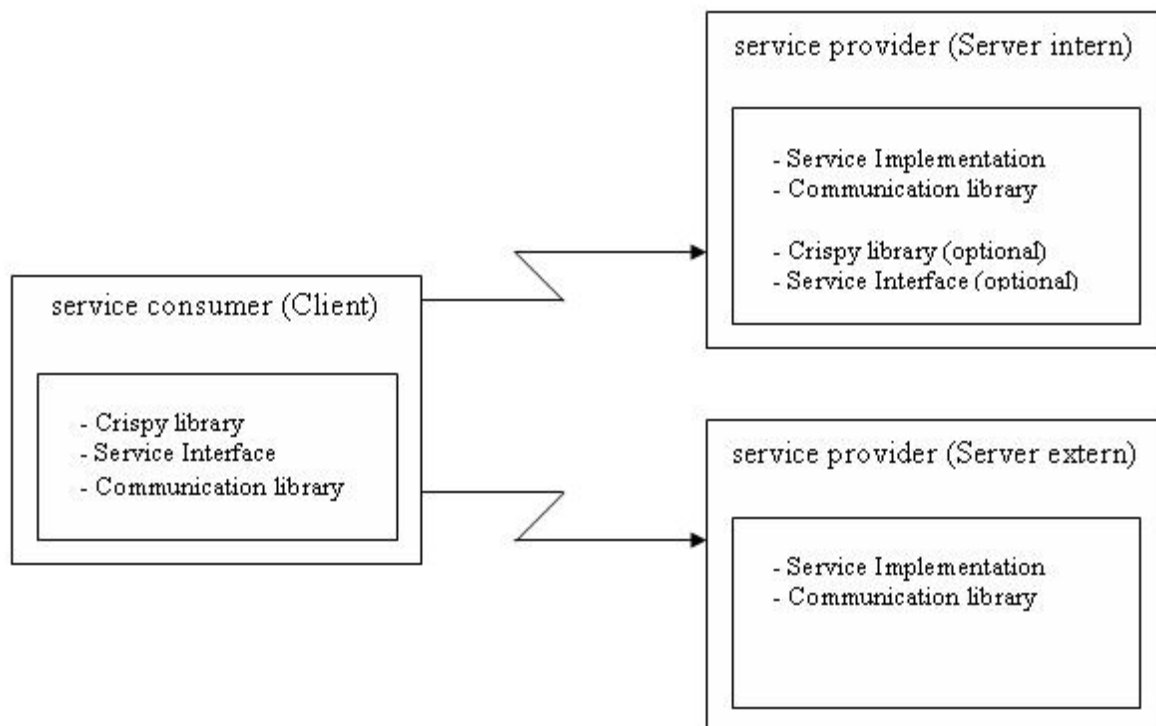 service provider (Server intern)
- Service Implementation
- Communication library
- Crispy library (optional)
- Service Interface (optional)
service consumer (Client)
- Crispy library
- Service Interface
- Communication library
service provider (Server extern)
- Service Implementation
- Communication library